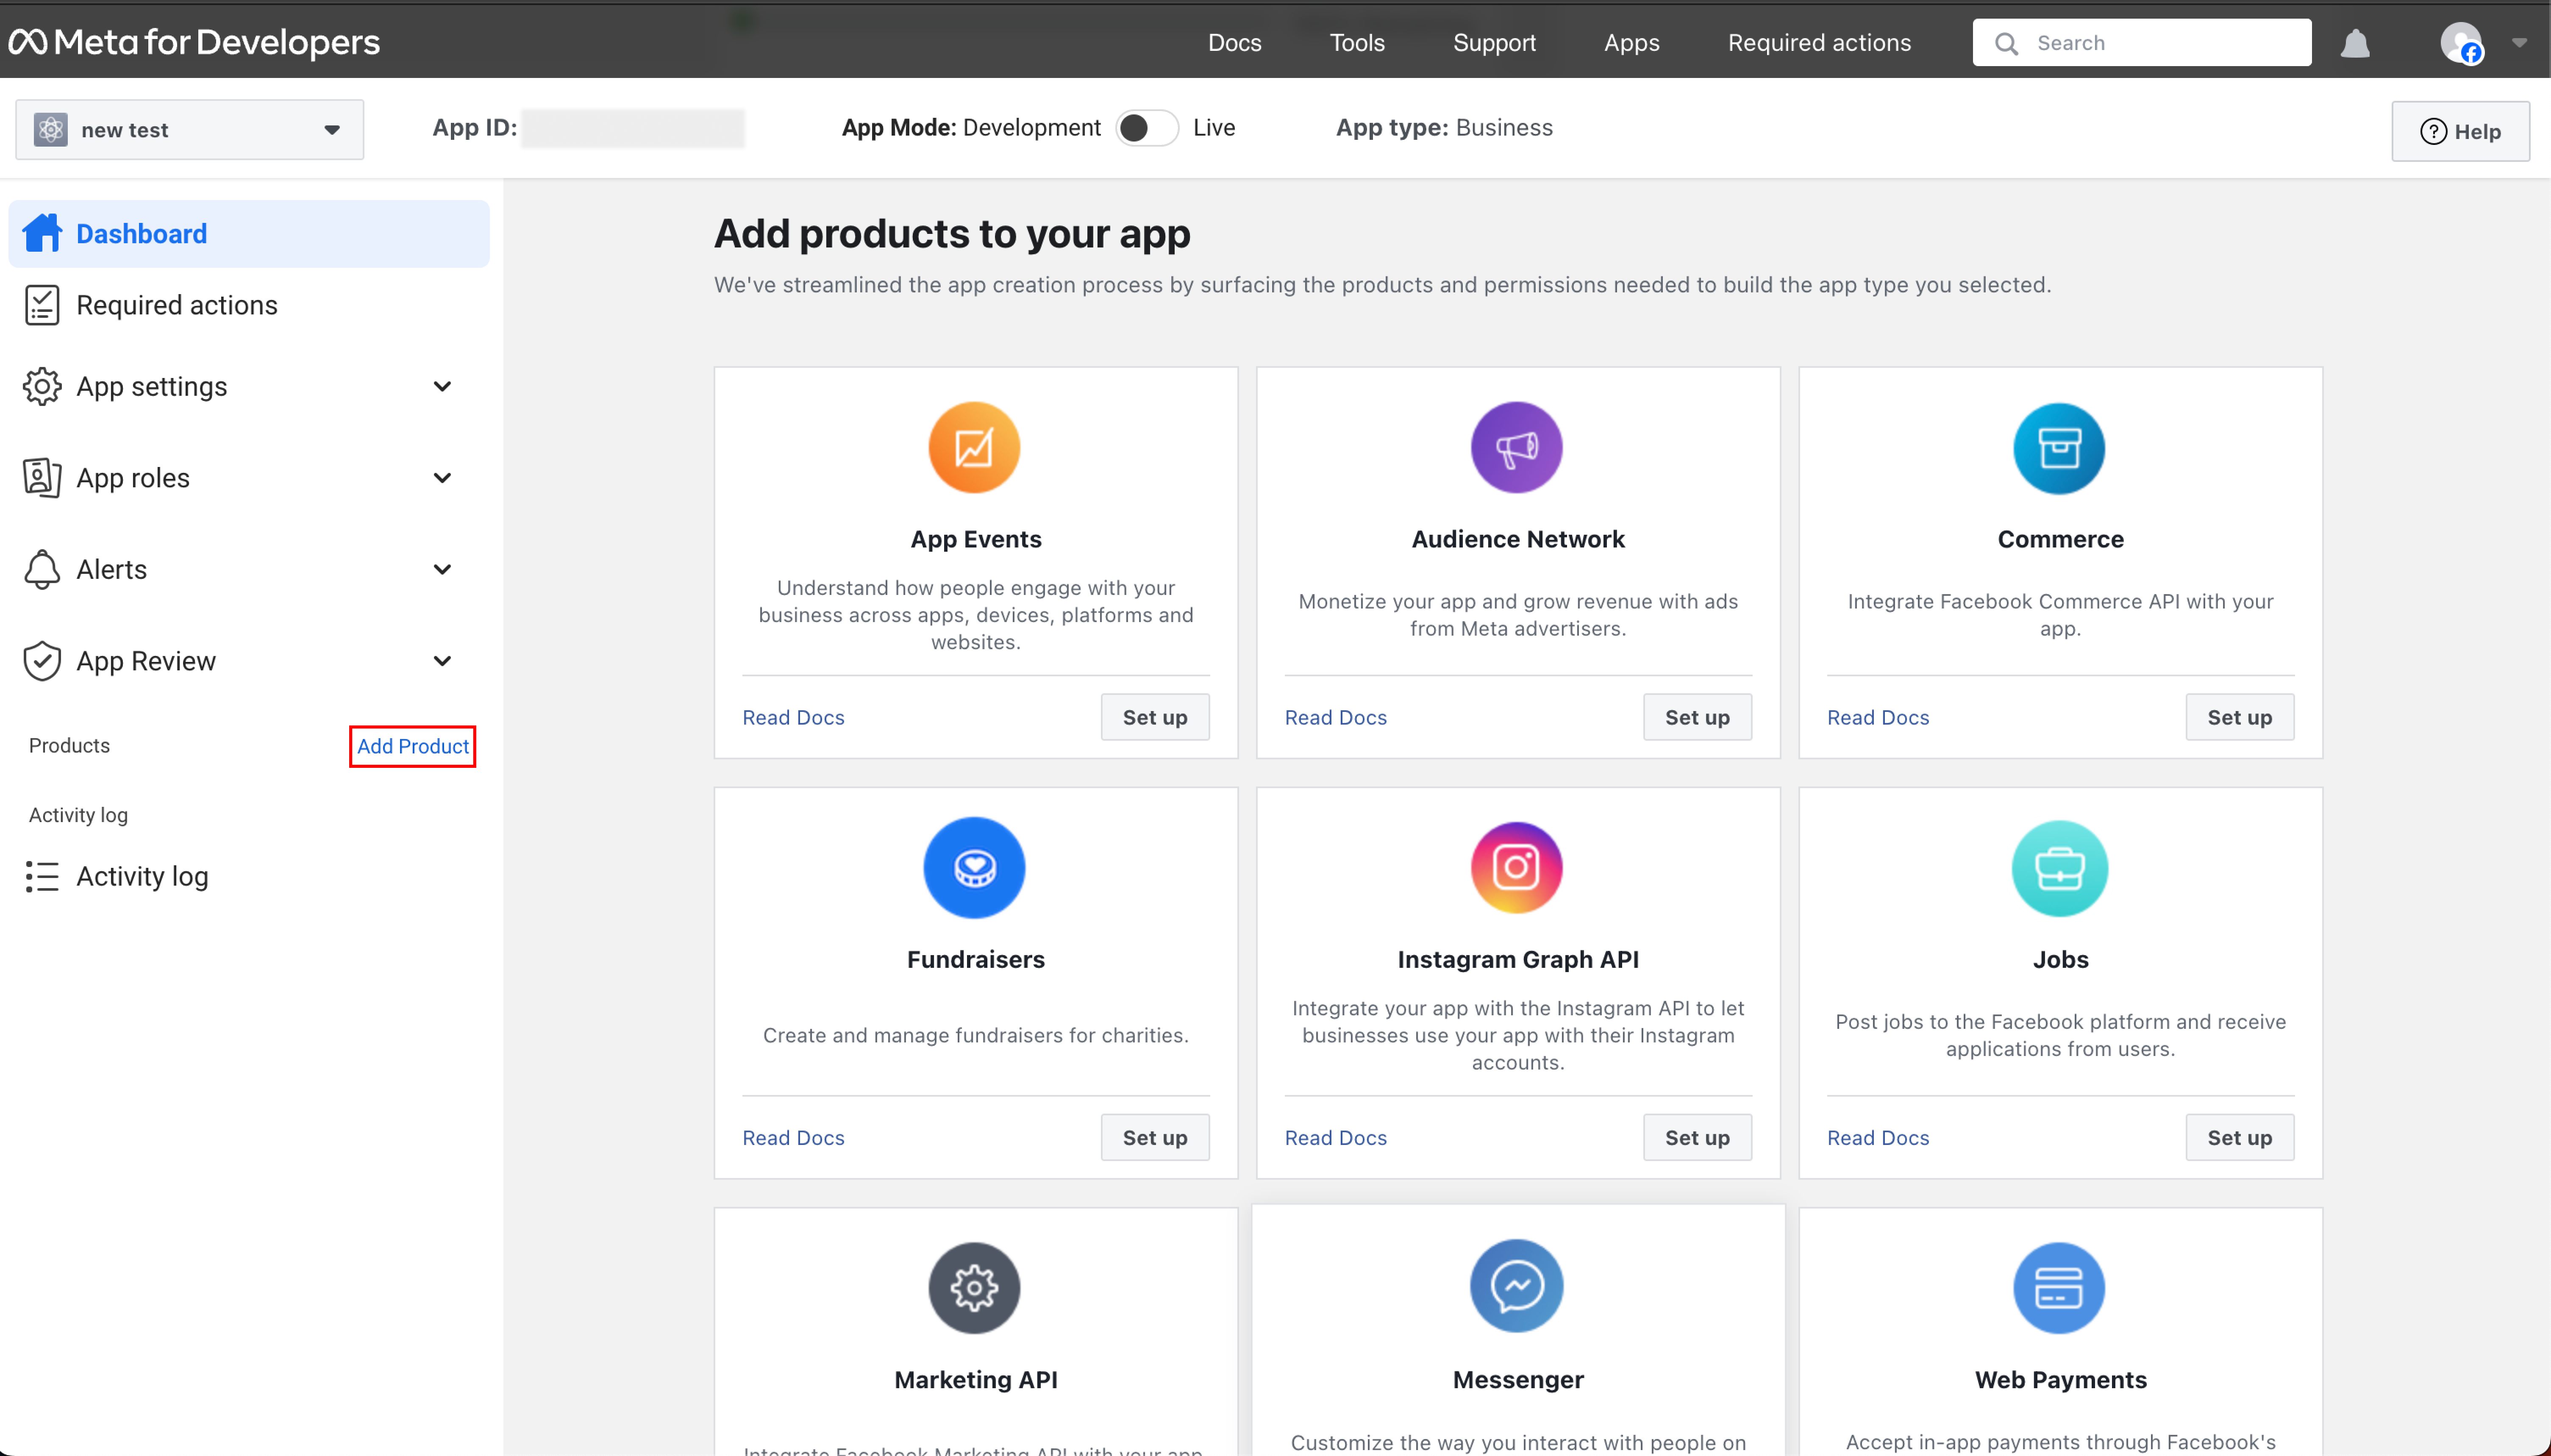 Meta for Developers
Docs
Tools
Support
Apps
Required actions
Search
new test
App ID:
App Mode: Development
Live
App type: Business
? Help
Dashboard
Required actions
App settings
App roles
Alerts
App Review
Products
Add Product
Activity log
Activity log
Add products to your app
We've streamlined the app creation process by surfacing the products and permissions needed to build the app type you selected.
App Events
Understand how people engage with your
business across apps, devices, platforms and
websites.
Read Docs
Set up
Audience Network
Monetize your app and grow revenue with ads
from Meta advertisers.
Read Docs
Set up
Commerce
Integrate Facebook Commerce API with your
app.
Read Docs
Set up
Fundraisers
Create and manage fundraisers for charities.
Read Docs
Set up
Instagram Graph API
Integrate your app with the Instagram API to let
businesses use your app with their Instagram
accounts.
Read Docs
Set up
Jobs
Post jobs to the Facebook platform and receive
applications from users.
Read Docs
Set up
Marketing API
Integrate Facebook Marketing API with your app
Messenger
Customize the way you interact with people on
Web Payments
Accept in-app payments through Facebook's